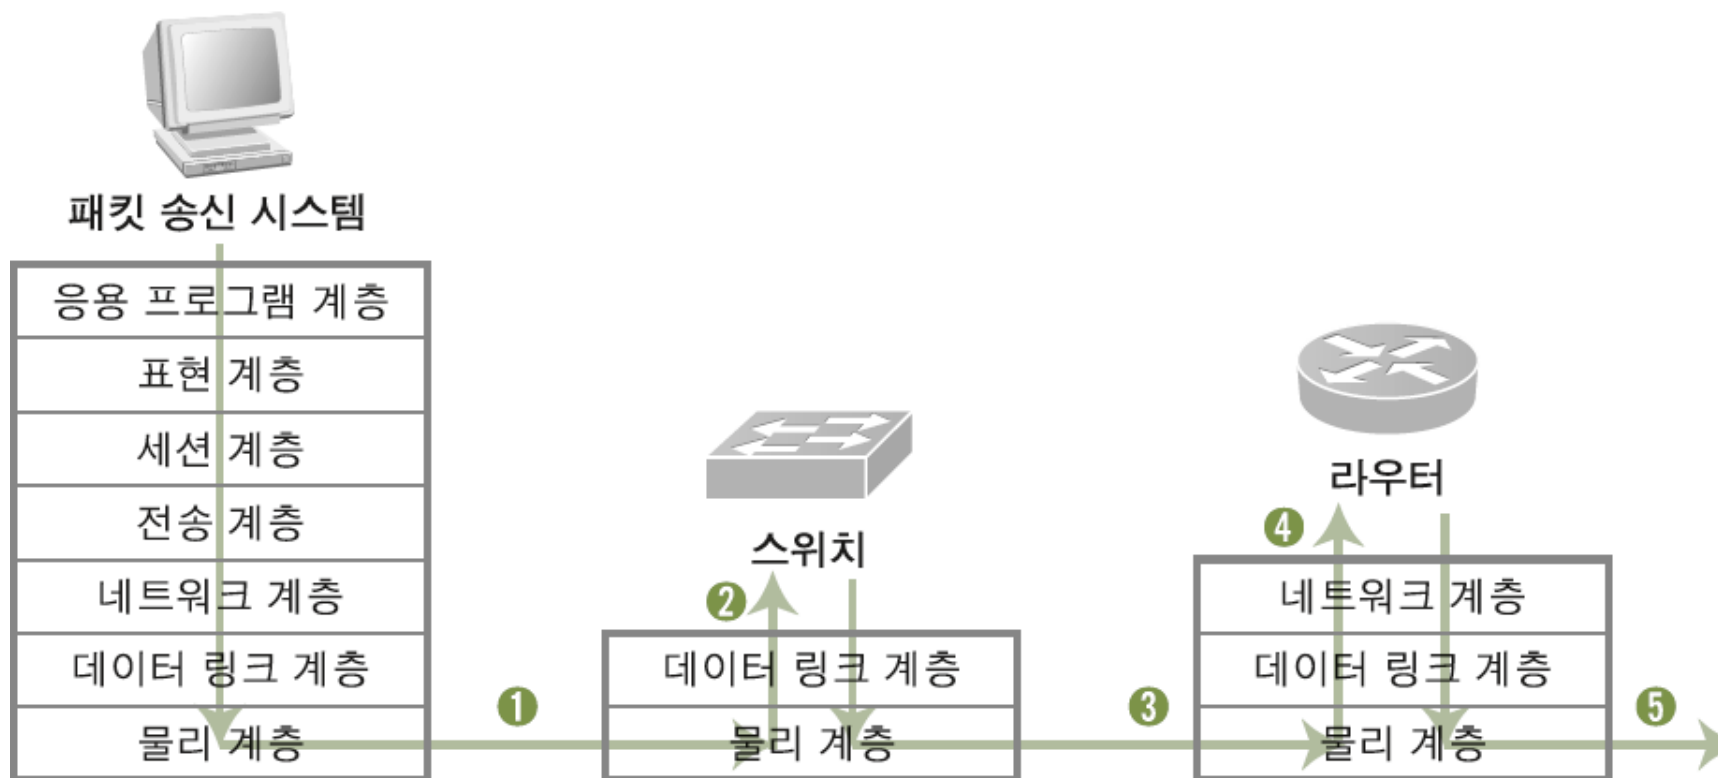 패킷 송신 시스템
응용 프로그램 계층
표현 계층
세션 계층
전송 계층
네트워크 계층
데이터 링크 계층
물리 계층
1
스위치
2
데이터 링크 계층
물리 계층
3
라우터
4
네트워크 계층
데이터 링크 계층
물리 계층
5